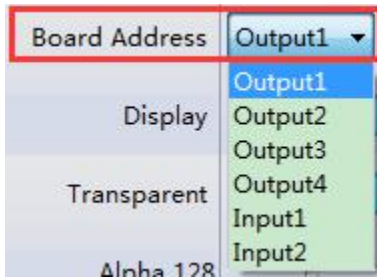 Board Address Output1
Output1
Display Output2
Output3
Transparent Output4
Input1
Alpha 128 Input2